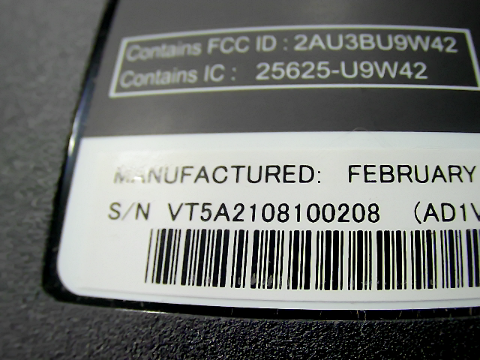 Contains FCC ID : 2AU3BU9W42
Contains IC : 25625-U9W42
MANUFACTURED: FEBRUARY
S/N VT5A2108100208 (AD1V